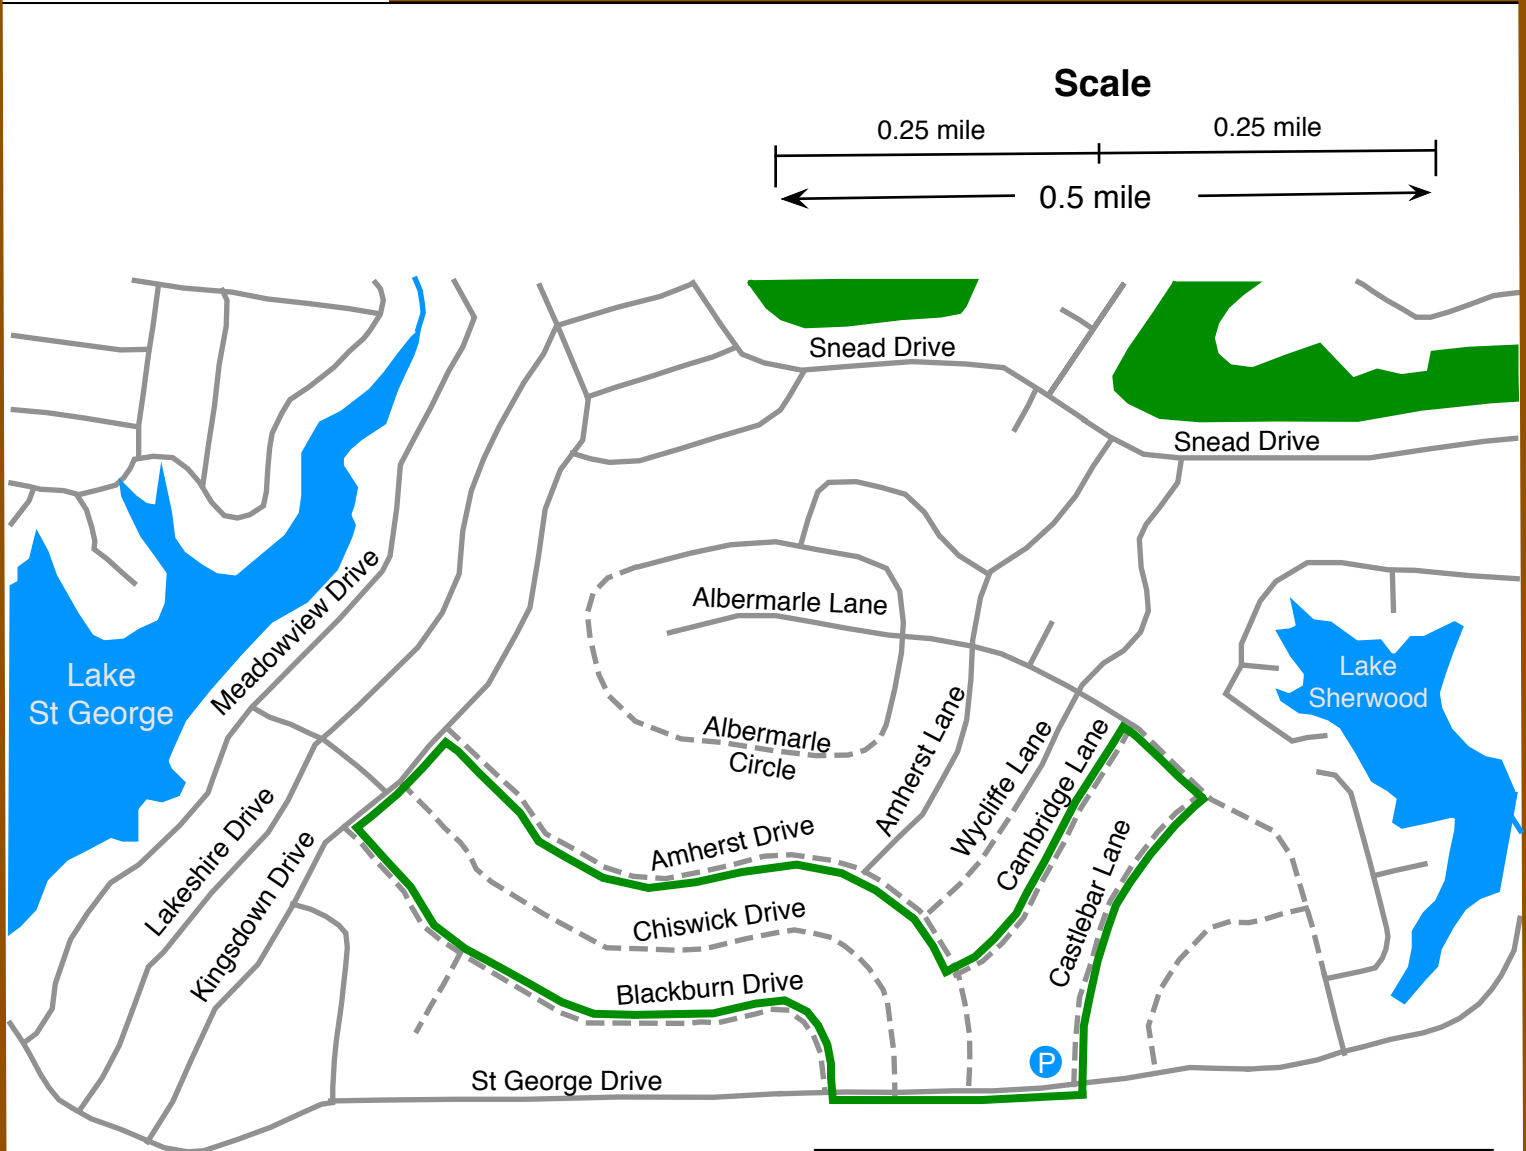 Scale
0.25 mile
0.25 mile
0.5 mile
Snead Drive
Snead Drive
Meadowview Drive
Albermarle Lane
Lake
St George
Lake
Sherwood
Albermarle
Circle
Amherst Lane
Wycliffe Lane
Cambridge Lane
Castlebar Lane
Lakeshire Drive
Kingsdown Drive
Amherst Drive
Chiswick Drive
Blackburn Drive
P
St George Drive